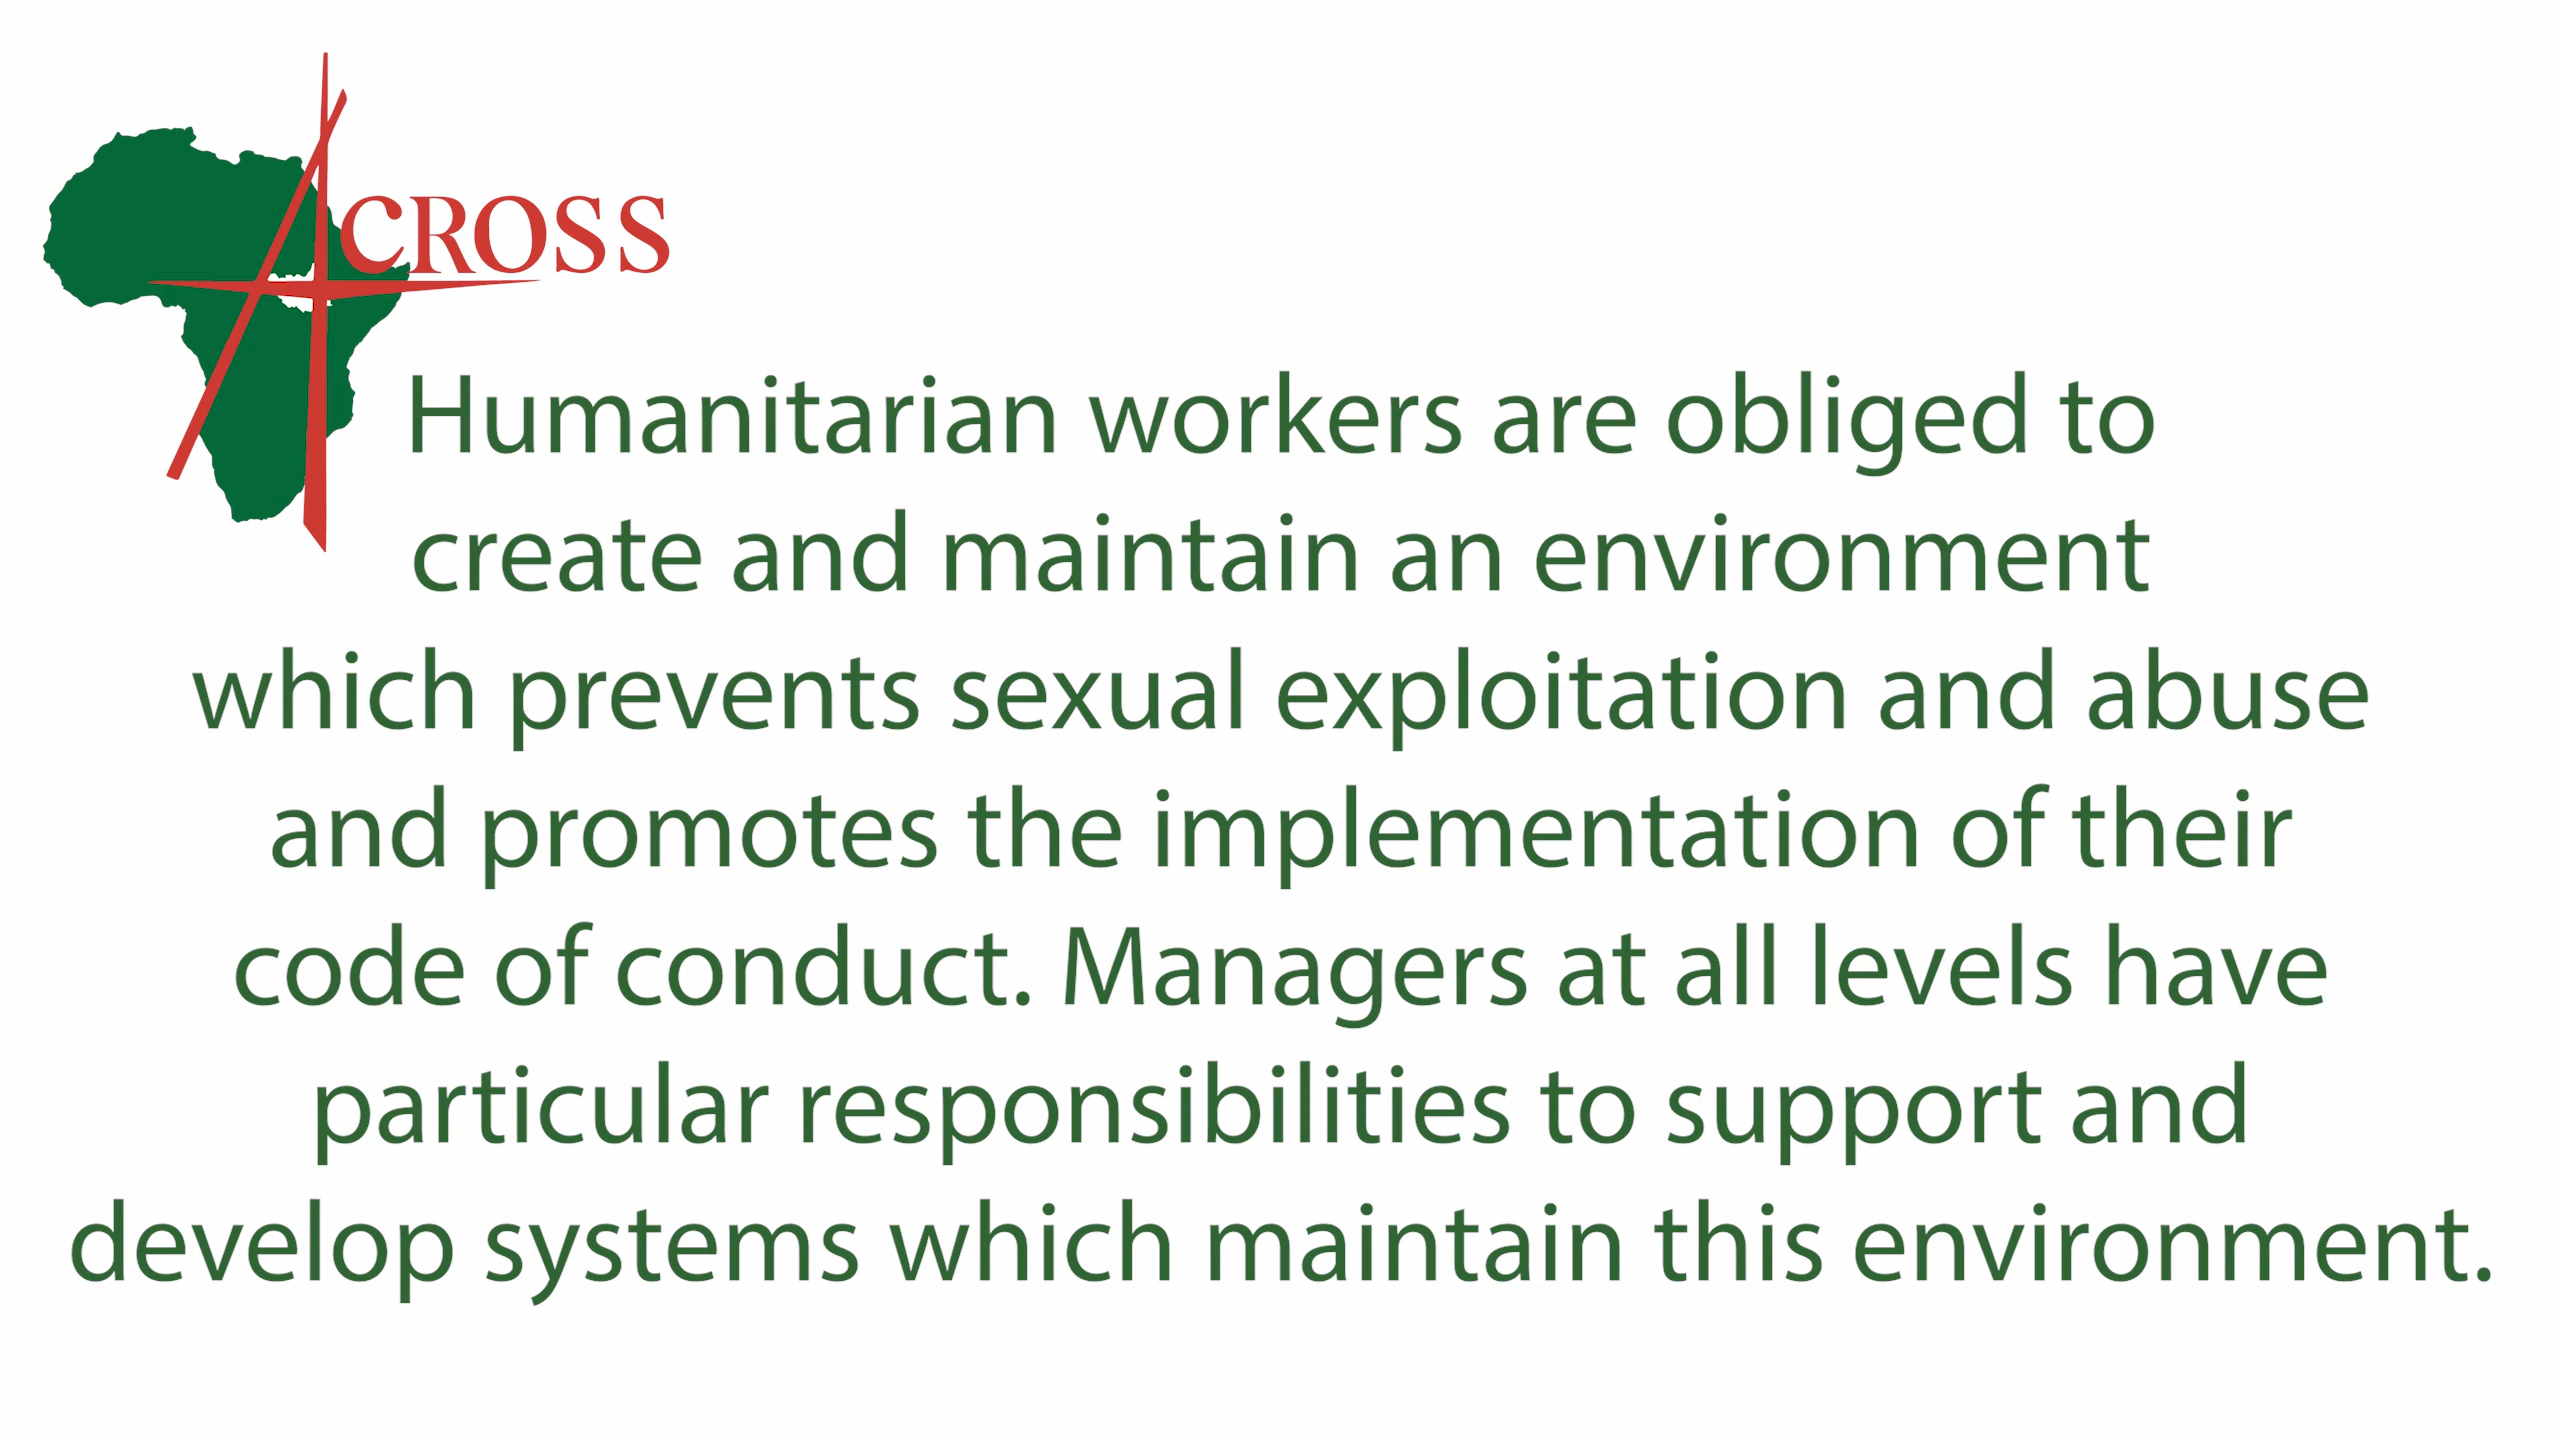 ACROSS
Humanitarian workers are obliged to
create and maintain an environment
which prevents sexual exploitation and abuse
and promotes the implementation of their
code of conduct. Managers at all levels have
particular responsibilities to support and
develop systems which maintain this environment.